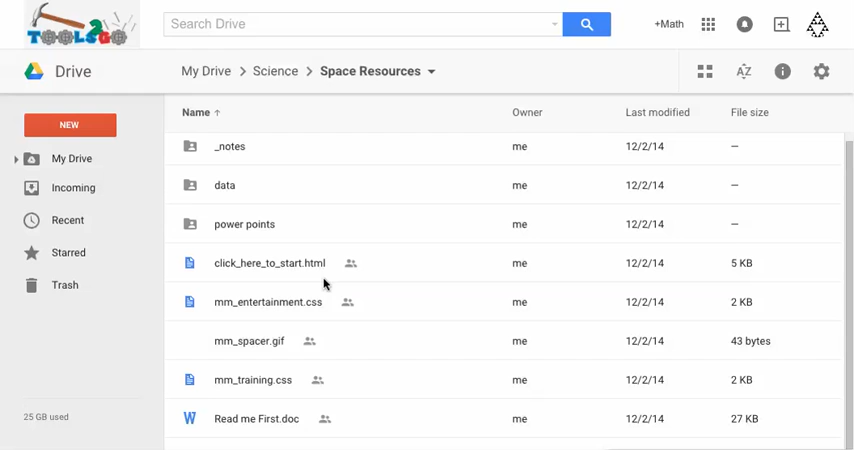 TOOLS2GO
Search Drive
+Math
Drive
My Drive > Science > Space Resources
AZ
NEW
My Drive
Incoming
Recent
Starred
Trash
25 GB used
Name ↑ Owner Last modified File size
_notes me 12/2/14 —
data me 12/2/14 —
power points me 12/2/14 —
click_here_to_start.html me 12/2/14 5 KB
mm_entertainment.css me 12/2/14 2 KB
mm_spacer.gif me 12/2/14 43 bytes
mm_training.css me 12/2/14 2 KB
W Read me First.doc me 12/2/14 27 KB